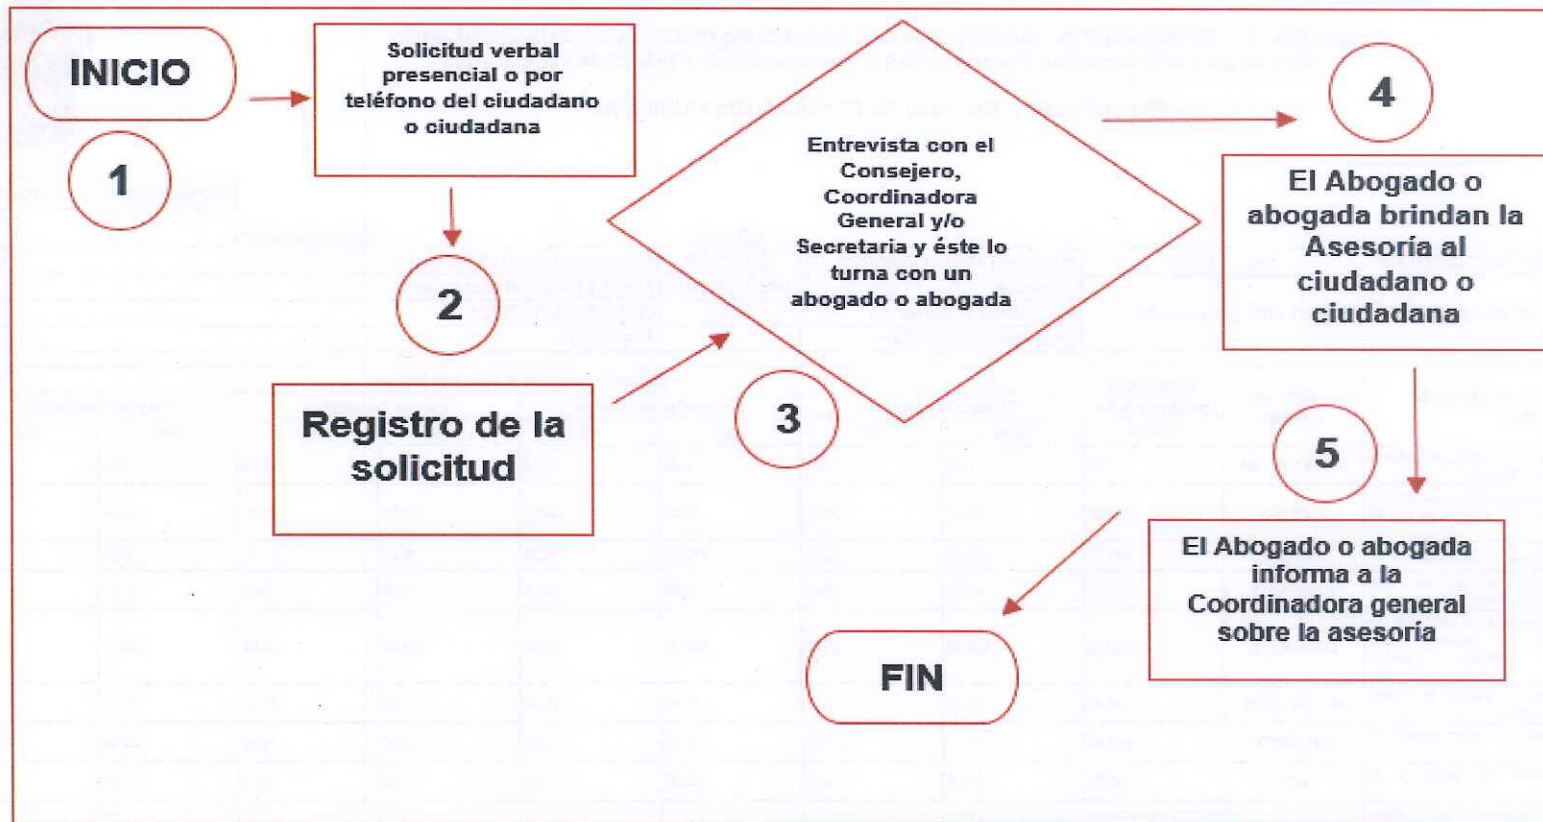 INICIO
1
Solicitud verbal
presencial o por
teléfono del ciudadano
o ciudadana
2
Registro de la
solicitud
3
Entrevista con el
Consejero,
Coordinadora
General y/o
Secretaria y éste lo
turna con un
abogado o abogada
4
El Abogado o
abogada brindan la
Asesoría al
ciudadano o
ciudadana
5
El Abogado o abogada
informa a la
Coordinadora general
sobre la asesoría
FIN